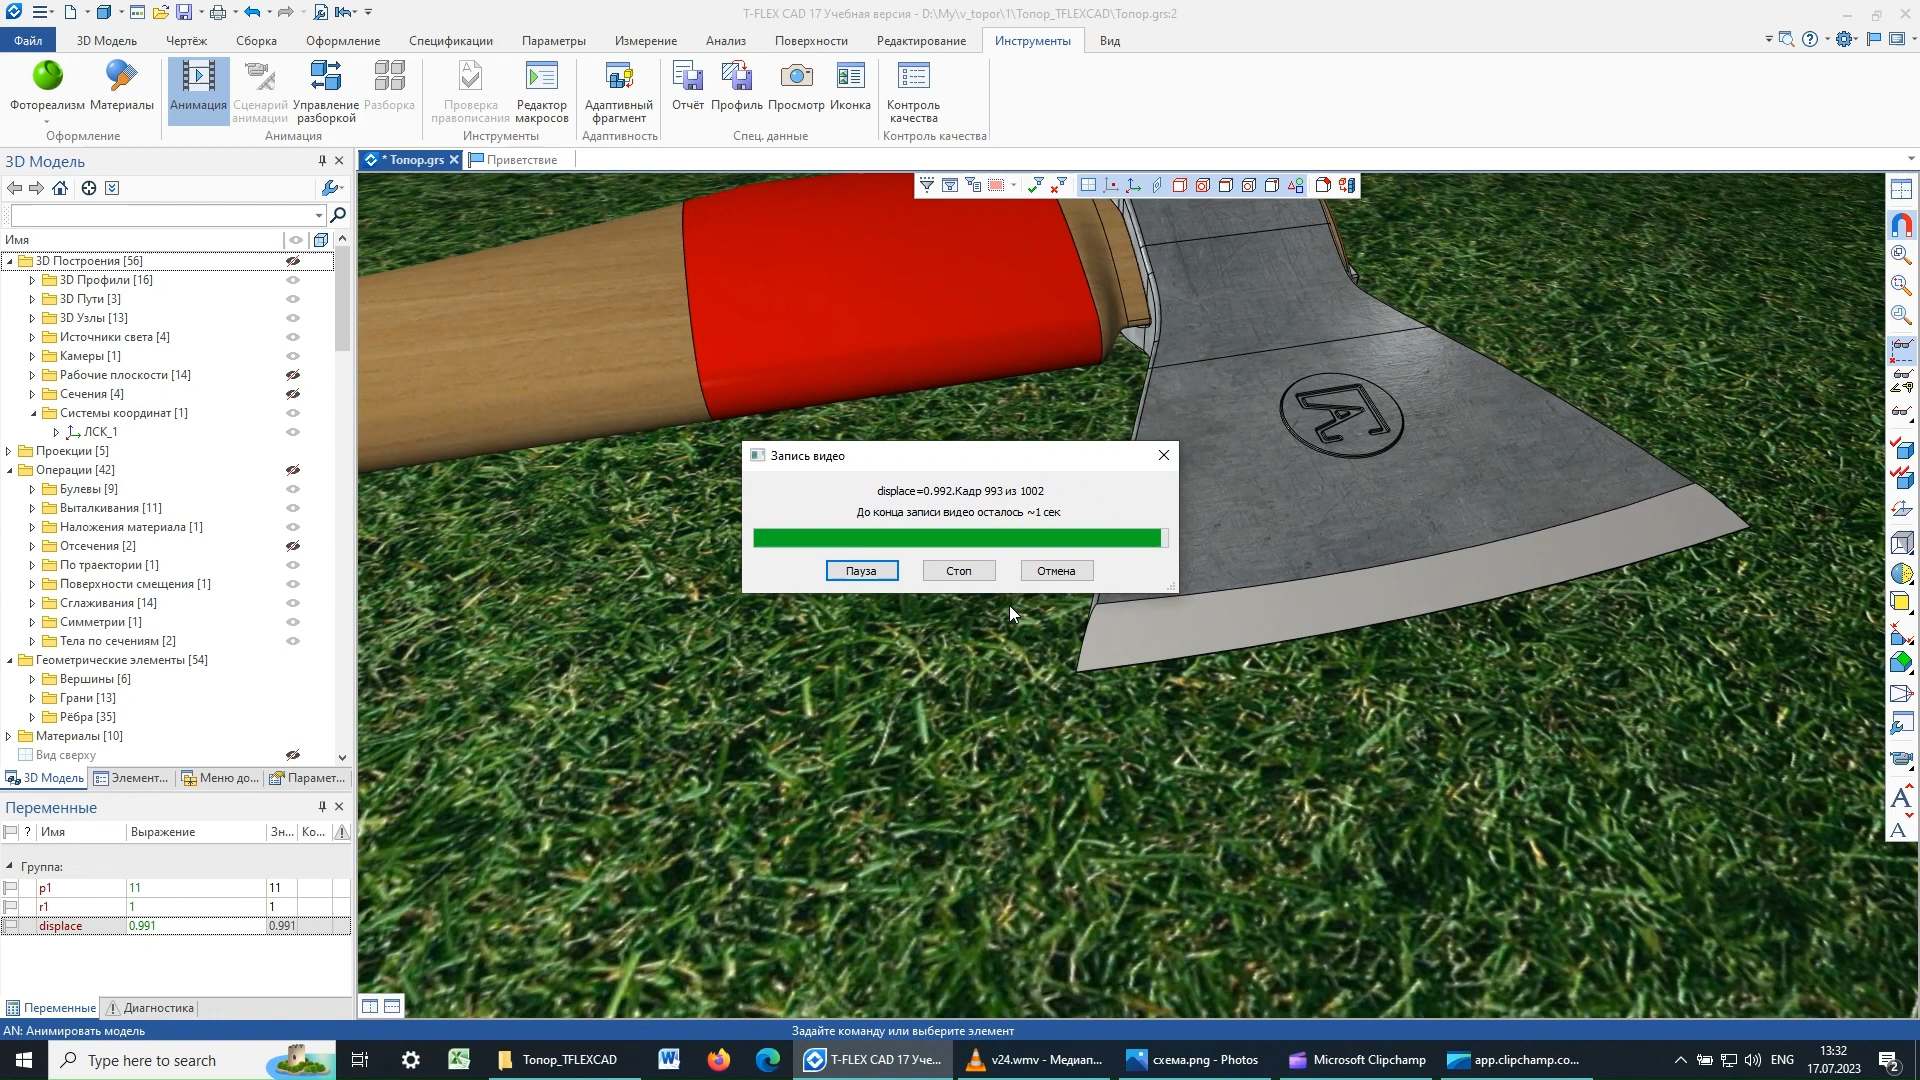 T-FLEX CAD 17 Учебная версия - D:\My\v_topor\1\Топор_TFLEXCAD\Топор.grs:2
Файл 3D Модель Чертёж Сборка Оформление Спецификации Параметры Измерение Анализ Поверхности Редактирование Инструменты Вид
Фотореализм Материалы Анимация Сценарий анимации Управление разборкой Разборка Проверка правописания Редактор макросов Адаптивный фрагмент Отчёт Профиль Просмотр Иконка Контроль качества
Оформление Анимация Инструменты Адаптивность Спец. данные Контроль качества
3D Модель
* Топор.grs
Приветствие
Имя
3D Построения [56]
3D Профили [16]
3D Пути [3]
3D Узлы [13]
Источники света [4]
Камеры [1]
Рабочие плоскости [14]
Сечения [4]
Системы координат [1]
ЛСК_1
Проекции [5]
Операции [42]
Булевы [9]
Выталкивания [11]
Наложения материала [1]
Отсечения [2]
По траектории [1]
Поверхности смещения [1]
Сглаживания [14]
Симметрии [1]
Тела по сечениям [2]
Геометрические элементы [54]
Вершины [6]
Грани [13]
Рёбра [35]
Материалы [10]
Вид сверху
3D Модель Элемент... Меню до... Парамет...
Запись видео
displace=0.992.Кадр 993 из 1002
До конца записи видео осталось ~1 сек
Пауза Стоп Отмена
Переменные
? Имя Выражение Зн... Ко...
Группа:
p1 11 11
r1 1 1
displace 0.991 0.991
Переменные Диагностика
AN: Анимировать модель
Задайте команду или выберите элемент
Type here to search
Топор_TFLEXCAD
T-FLEX CAD 17 Уче...
v24.wmv - Медиап...
схема.png - Photos
Microsoft Clipchamp
app.clipchamp.co...
ENG
13:32
17.07.2023
2